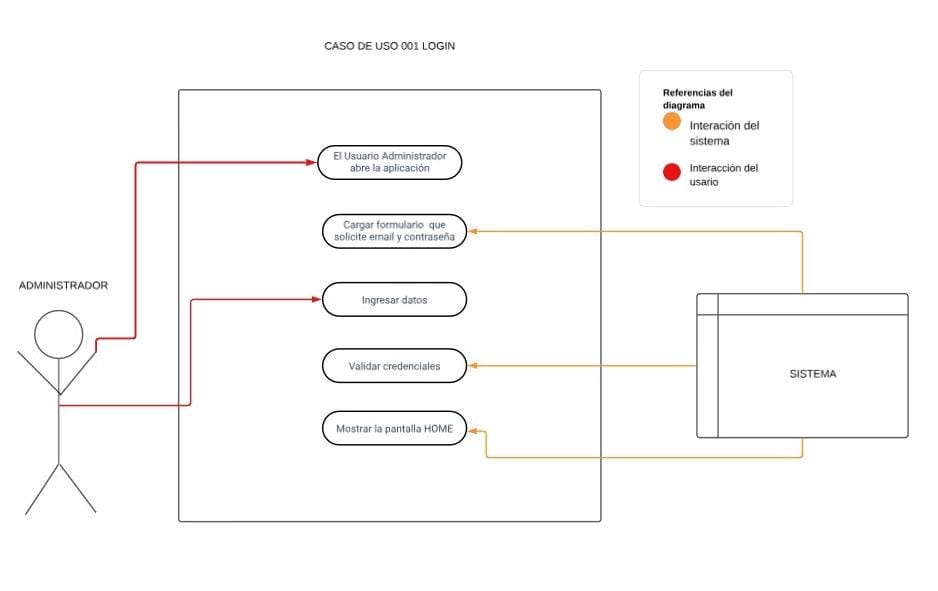 CASO DE USO 001 LOGIN
Referencias del
diagrama
Interación del
sistema
Interacción del
usario
El Usuario Administrador
abre la aplicación
Cargar formulario que
solicite email y contraseña
ADMINISTRADOR
Ingresar datos
Validar credenciales
SISTEMA
Mostrar la pantalla HOME